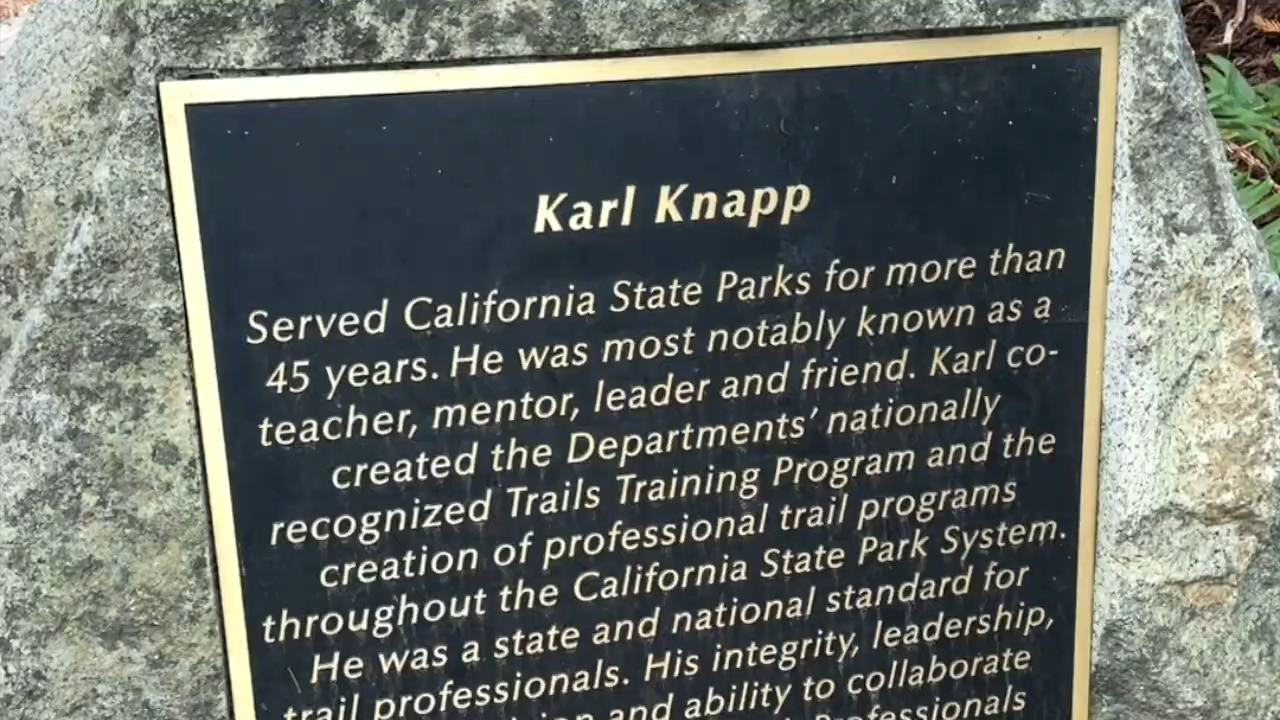 Karl Knapp
Served California State Parks for more than
45 years. He was most notably known as a
teacher, mentor, leader and friend. Karl co-
created the Departments’ nationally
recognized Trails Training Program and the
creation of professional trail programs
throughout the California State Park System.
He was a state and national standard for
trail professionals. His integrity, leadership,
and ability to collaborate
Professionals